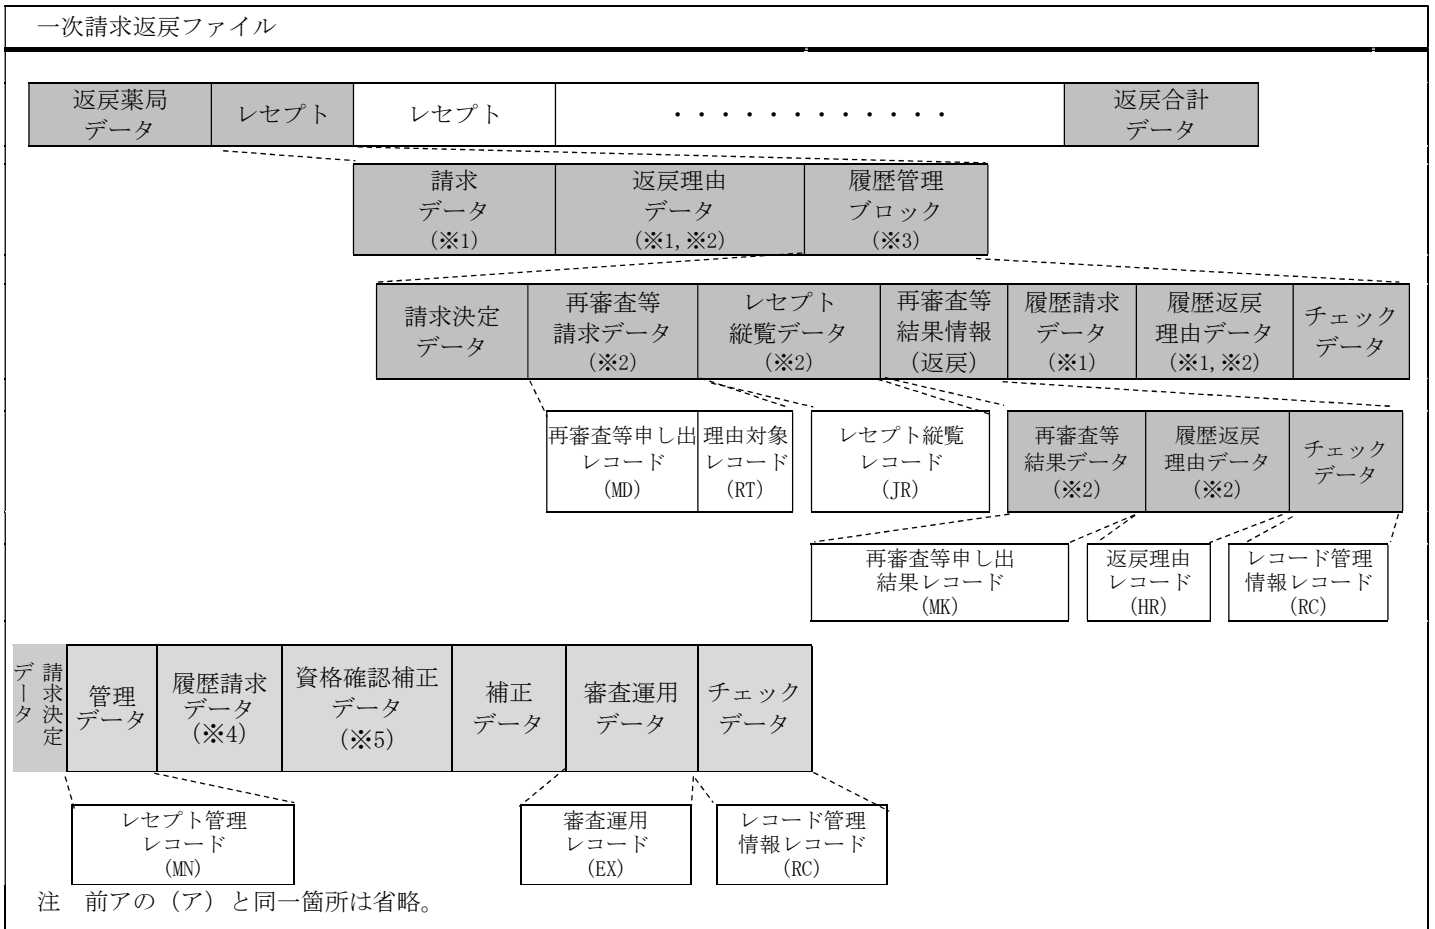 一次請求返戻ファイル
返戻薬局
データ
レセプト
レセプト
・・・・・・・・・・・・
返戻合計
データ
請求
データ
(※1)
返戻理由
データ
(※1,※2)
履歴管理
ブロック
(※3)
請求決定
データ
再審査等
請求データ
(※2)
レセプト
縦覧データ
(※2)
再審査等
結果情報
(返戻)
履歴請求
データ
(※1)
履歴返戻
理由データ
(※1,※2)
チェック
データ
再審査等申し出
レコード
(MD)
理由対象
レコード
(RT)
レセプト縦覧
レコード
(JR)
再審査等
結果データ
(※2)
履歴返戻
理由データ
(※2)
チェック
データ
再審査等申し出
結果レコード
(MK)
返戻理由
レコード
(HR)
レコード管理
情報レコード
(RC)
請求決定
データ
管理
データ
履歴請求
データ
(※4)
資格確認補正
データ
(※5)
補正
データ
審査運用
データ
チェック
データ
レセプト管理
レコード
(MN)
審査運用
レコード
(EX)
レコード管理
情報レコード
(RC)
注　前アの（ア）と同一箇所は省略。